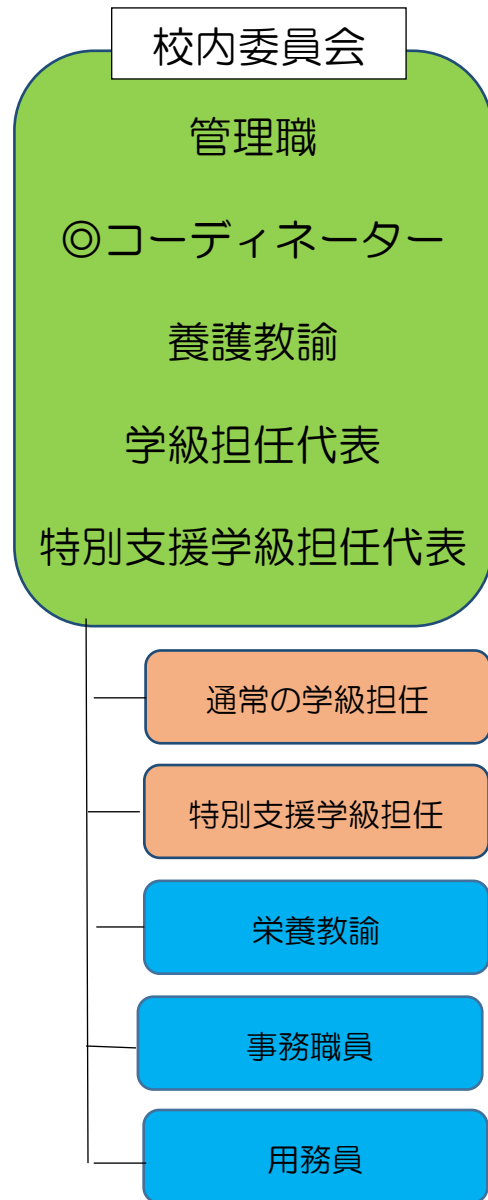 校内委員会
管理職
◎コーディネーター
養護教諭
学級担任代表
特別支援学級担任代表
通常の学級担任
特別支援学級担任
栄養教諭
事務職員
用務員